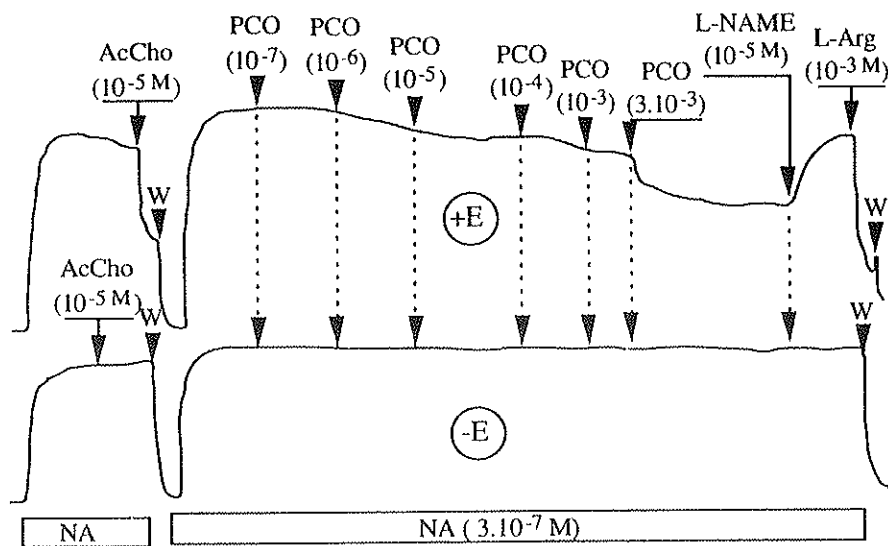 AcCho
(10⁻⁵ M)
PCO
(10⁻⁷)
PCO
(10⁻⁶)
PCO
(10⁻⁵)
PCO
(10⁻⁴)
PCO
(10⁻³)
PCO
(3.10⁻³)
L-NAME
(10⁻⁵ M)
L-Arg
(10⁻³ M)
W
W
+E
AcCho
(10⁻⁵ M)
W
W
-E
NA
NA ( 3.10⁻⁷ M)